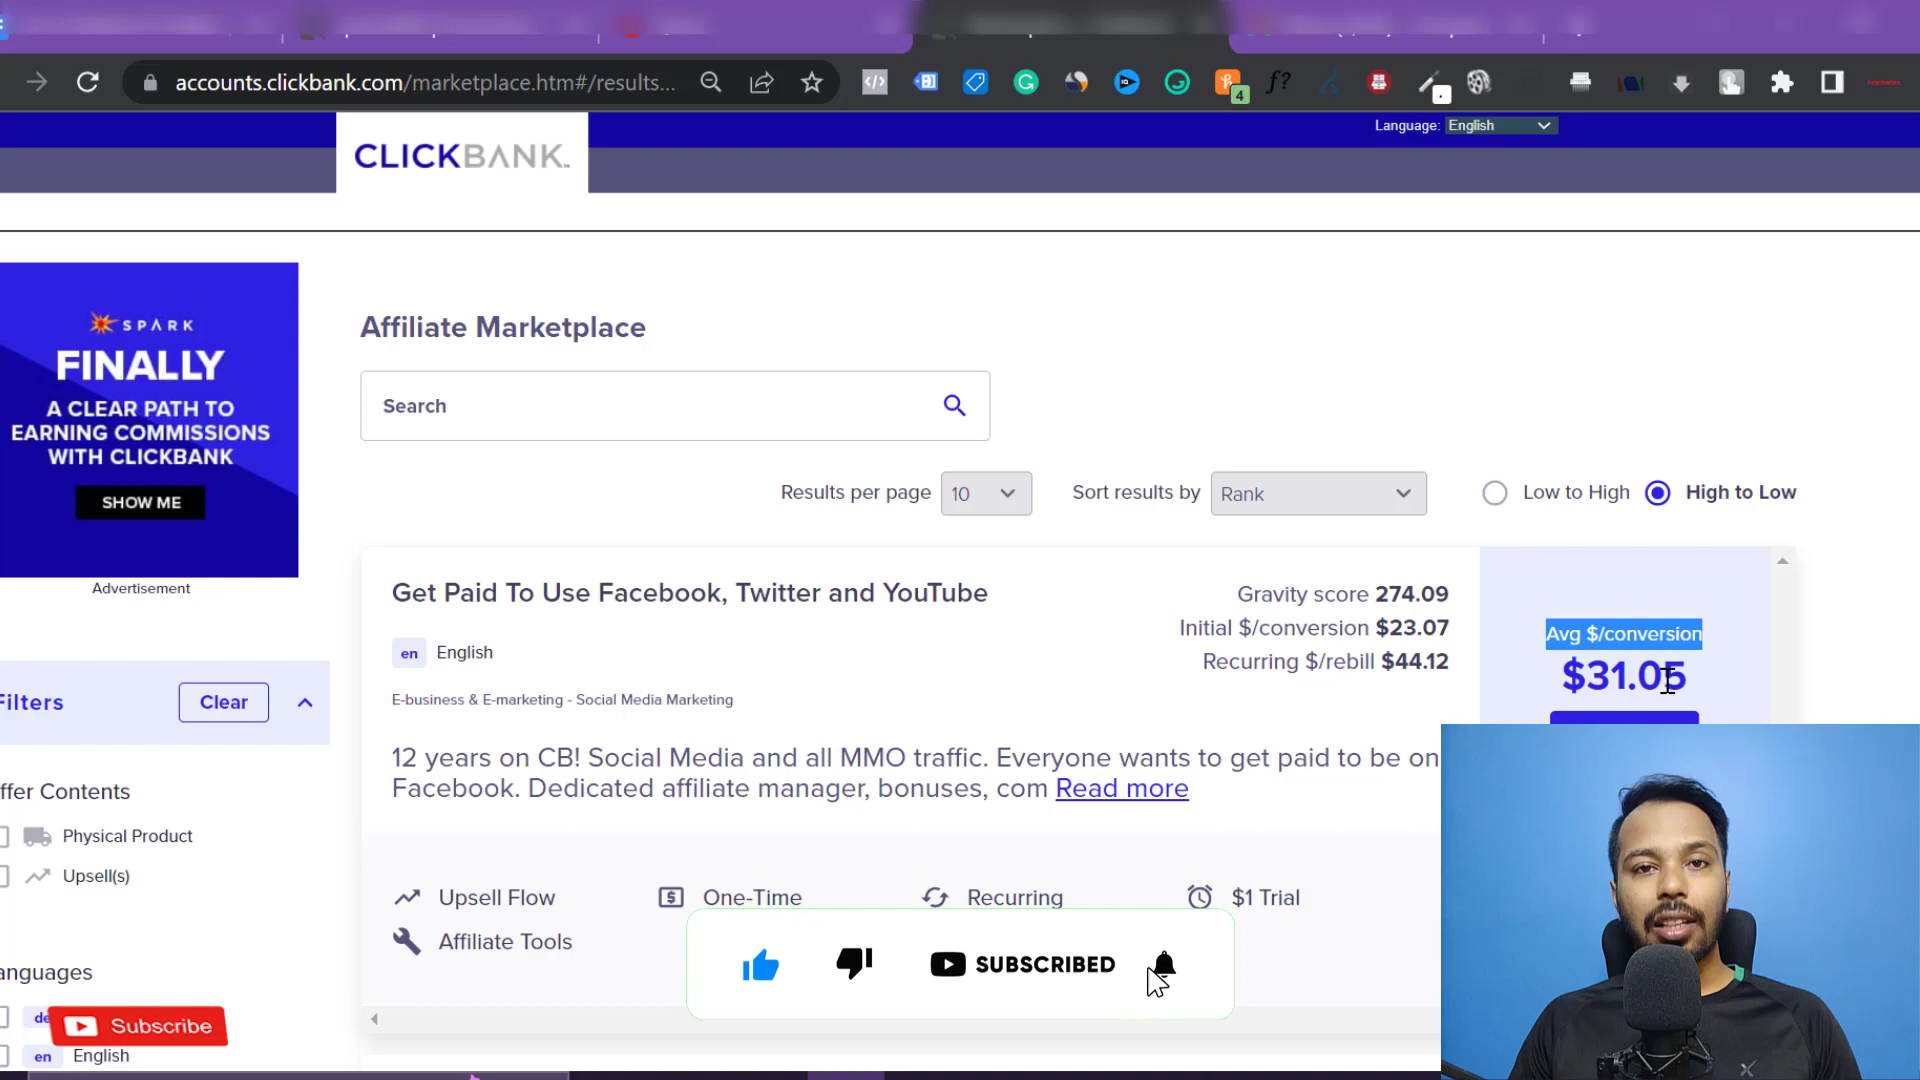 accounts.clickbank.com/marketplace.htm#/results...
4
Language: English
CLICKBANK
SPARK
FINALLY
A CLEAR PATH TO
EARNING COMMISSIONS
WITH CLICKBANK
SHOW ME
Advertisement
Affiliate Marketplace
Search
Results per page 10 Sort results by Rank Low to High High to Low
Get Paid To Use Facebook, Twitter and YouTube
en English
E-business & E-marketing - Social Media Marketing
Gravity score 274.09
Initial $/conversion $23.07
Recurring $/rebill $44.12
Avg $/conversion
$31.05
12 years on CB! Social Media and all MMO traffic. Everyone wants to get paid to be on
Facebook. Dedicated affiliate manager, bonuses, com Read more
Upsell Flow One-Time Recurring $1 Trial
Affiliate Tools
Filters Clear
ffer Contents
Physical Product
Upsell(s)
anguages
de
en English
Subscribe
SUBSCRIBED